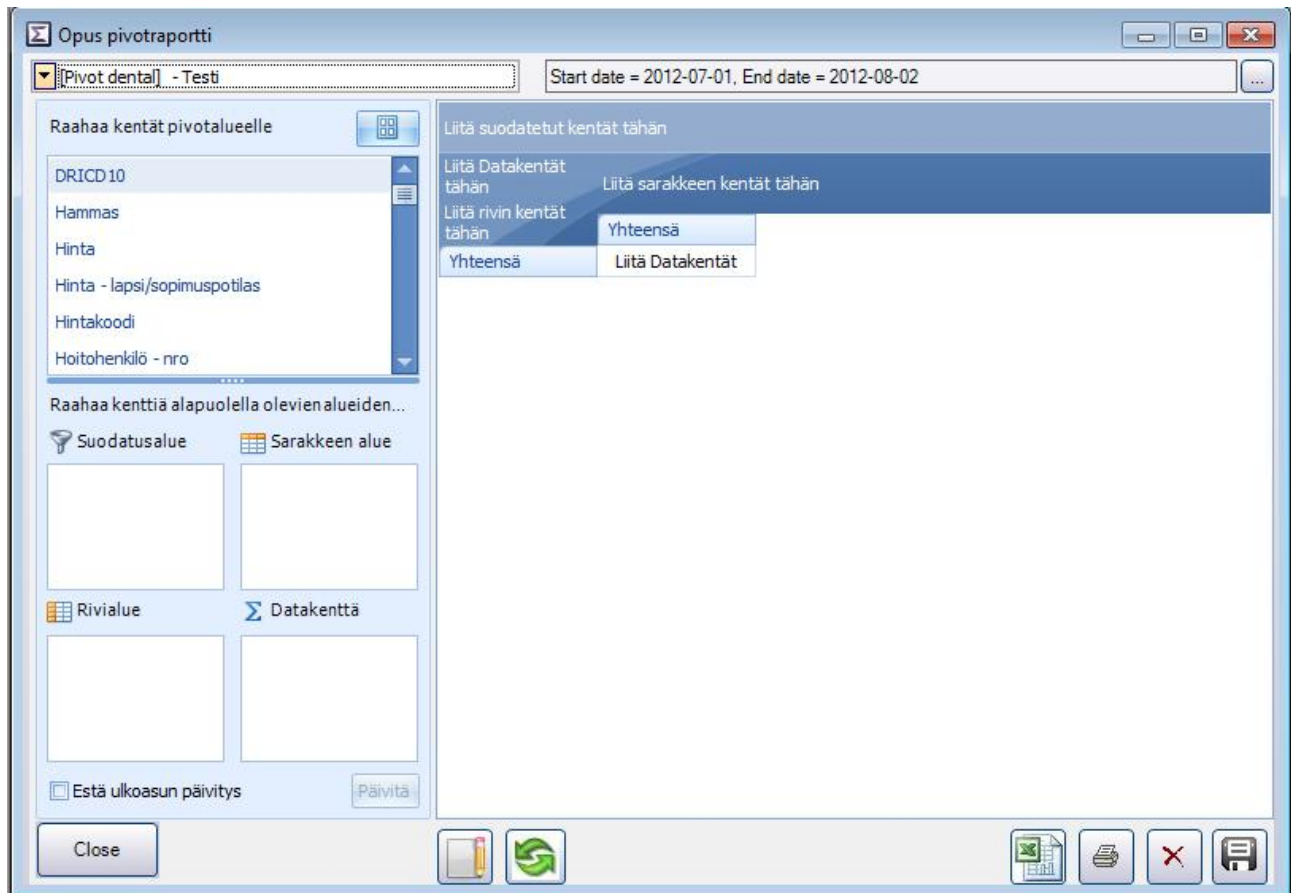 Opus pivotraportti
[Pivot dental] - Testi
Start date = 2012-07-01, End date = 2012-08-02
...
Raahaa kentät pivotalueelle
DRICD10
Hammas
Hinta
Hinta - lapsi/sopimuspotilas
Hintakoodi
Hoitohenkilö - nro
Raahaa kenttiä alapuolella olevien alueiden...
Suodatusalue
Sarakkeen alue
Rivialue
Datakenttä
Estä ulkoasun päivitys
Päivitä
Close
Liitä suodatetut kentät tähän
Liitä Datakentät
tähän
Liitä sarakkeen kentät tähän
Liitä rivin kentät
tähän
Yhteensä
Yhteensä
Liitä Datakentät